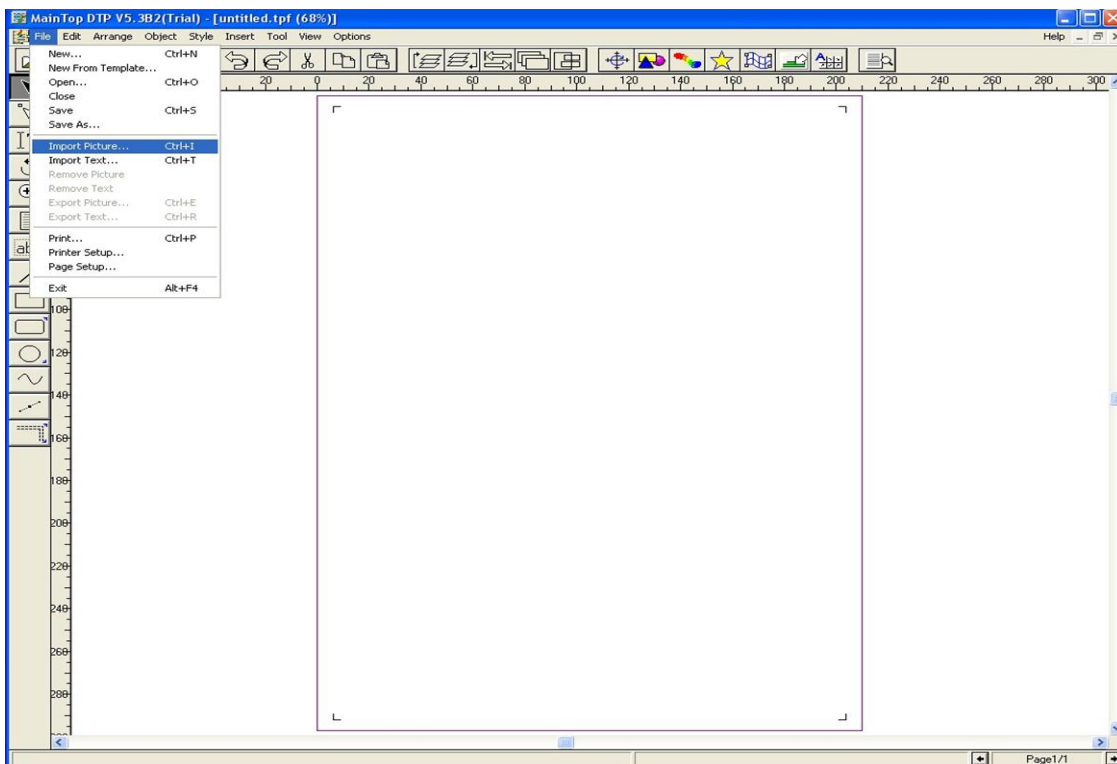 MainTop DTP V5.3B2(Trial) - [untitled.tpf (68%)]
File Edit Arrange Object Style Insert Tool View Options Help
New... Ctrl+N
New From Template...
Open... Ctrl+O
Close
Save Ctrl+S
Save As...
Import Picture... Ctrl+I
Import Text... Ctrl+T
Remove Picture
Remove Text
Export Picture... Ctrl+E
Export Text... Ctrl+R
Print... Ctrl+P
Printer Setup...
Page Setup...
Exit Alt+F4
20 0 20 40 60 80 100 120 140 160 180 200 220 240 260 280 300
100
120
140
160
180
200
220
240
260
280
Page1/1